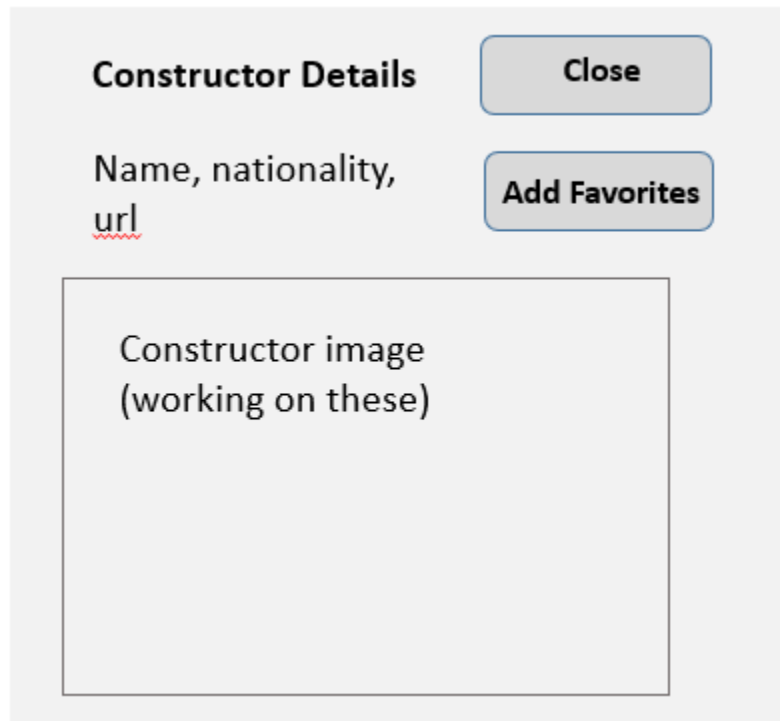 Constructor Details
Close
Name, nationality,
url
Add Favorites
Constructor image
(working on these)